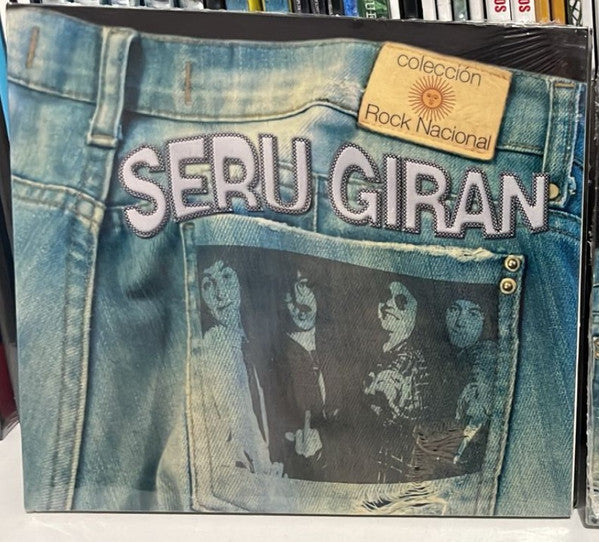 colección
Rock Nacional
SERU GIRAN